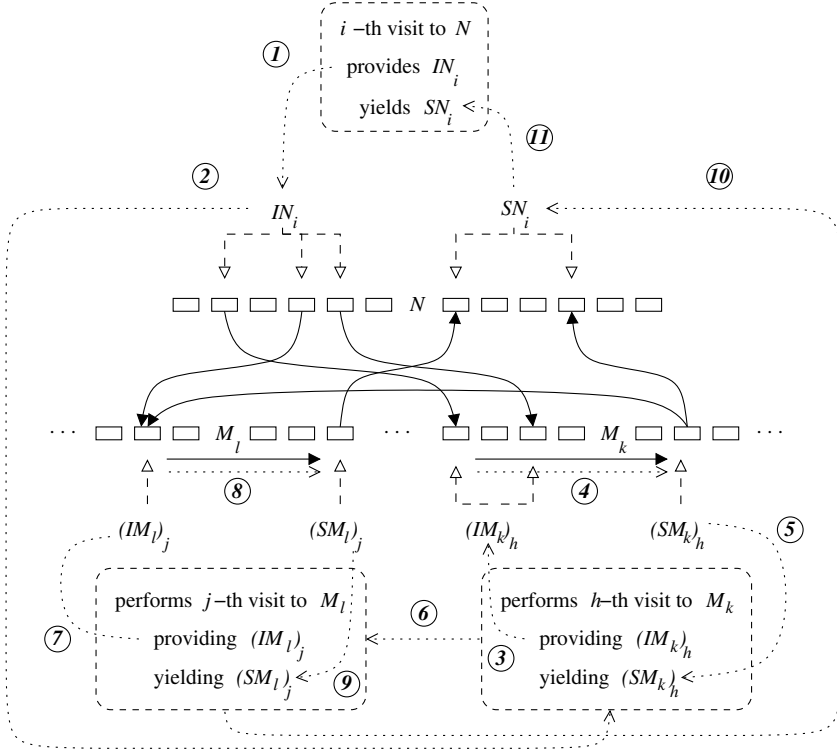 i –th visit to N
① provides IN_i
yields SN_i
⑪
② ⑩
IN_i SN_i
N
· · · M_l · · · M_k · · ·
⑧ ④
(IM_l)_j (SM_l)_j (IM_k)_h (SM_k)_h ⑤
performs j–th visit to M_l ⑥ performs h–th visit to M_k
⑦ providing (IM_l)_j ③ providing (IM_k)_h
yielding (SM_l)_j ⑨ yielding (SM_k)_h